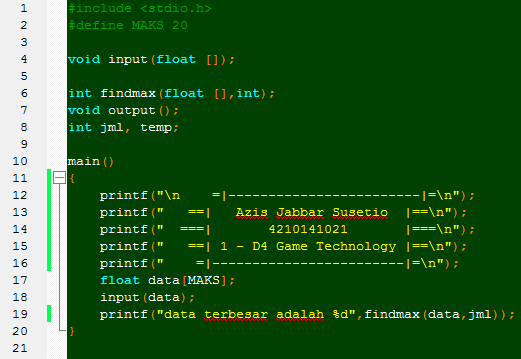 1 #include <stdio.h>
2 #define MAKS 20
3
4 void input(float []);
5
6 int findmax(float [],int);
7 void output();
8 int jml, temp;
9
10 main()
11 {
12     printf("\n    =|------------------------|=\n");
13     printf("   ==|   Azis Jabbar Susetio  |==\n");
14     printf("  ===|       4210141021       |===\n");
15     printf("   ==| 1 - D4 Game Technology |==\n");
16     printf("    =|------------------------|=\n");
17     float data[MAKS];
18     input(data);
19     printf("data terbesar adalah %d",findmax(data,jml));
20 }
21